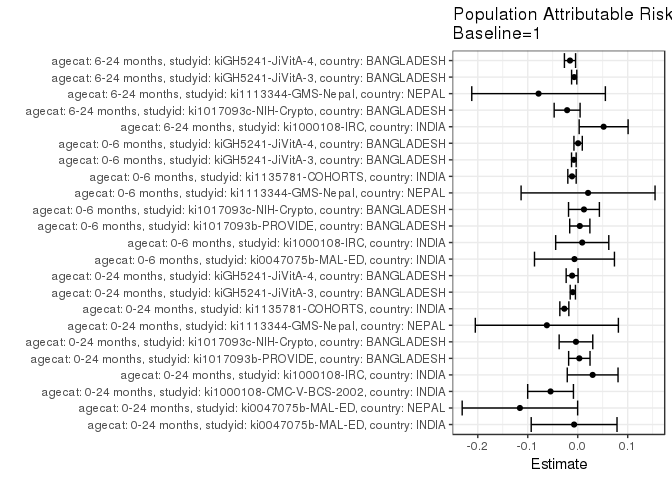 Population Attributable Risk
Baseline=1
agecat: 6-24 months, studyid: kiGH5241-JiVitA-4, country: BANGLADESH
agecat: 6-24 months, studyid: kiGH5241-JiVitA-3, country: BANGLADESH
agecat: 6-24 months, studyid: ki1113344-GMS-Nepal, country: NEPAL
agecat: 6-24 months, studyid: ki1017093c-NIH-Crypto, country: BANGLADESH
agecat: 6-24 months, studyid: ki1000108-IRC, country: INDIA
agecat: 0-6 months, studyid: kiGH5241-JiVitA-4, country: BANGLADESH
agecat: 0-6 months, studyid: kiGH5241-JiVitA-3, country: BANGLADESH
agecat: 0-6 months, studyid: ki1135781-COHORTS, country: INDIA
agecat: 0-6 months, studyid: ki1113344-GMS-Nepal, country: NEPAL
agecat: 0-6 months, studyid: ki1017093c-NIH-Crypto, country: BANGLADESH
agecat: 0-6 months, studyid: ki1017093b-PROVIDE, country: BANGLADESH
agecat: 0-6 months, studyid: ki1000108-IRC, country: INDIA
agecat: 0-6 months, studyid: ki0047075b-MAL-ED, country: INDIA
agecat: 0-24 months, studyid: kiGH5241-JiVitA-4, country: BANGLADESH
agecat: 0-24 months, studyid: kiGH5241-JiVitA-3, country: BANGLADESH
agecat: 0-24 months, studyid: ki1135781-COHORTS, country: INDIA
agecat: 0-24 months, studyid: ki1113344-GMS-Nepal, country: NEPAL
agecat: 0-24 months, studyid: ki1017093c-NIH-Crypto, country: BANGLADESH
agecat: 0-24 months, studyid: ki1017093b-PROVIDE, country: BANGLADESH
agecat: 0-24 months, studyid: ki1000108-IRC, country: INDIA
agecat: 0-24 months, studyid: ki1000108-CMC-V-BCS-2002, country: INDIA
agecat: 0-24 months, studyid: ki0047075b-MAL-ED, country: NEPAL
agecat: 0-24 months, studyid: ki0047075b-MAL-ED, country: INDIA
-0.2 -0.1 0.0 0.1
Estimate